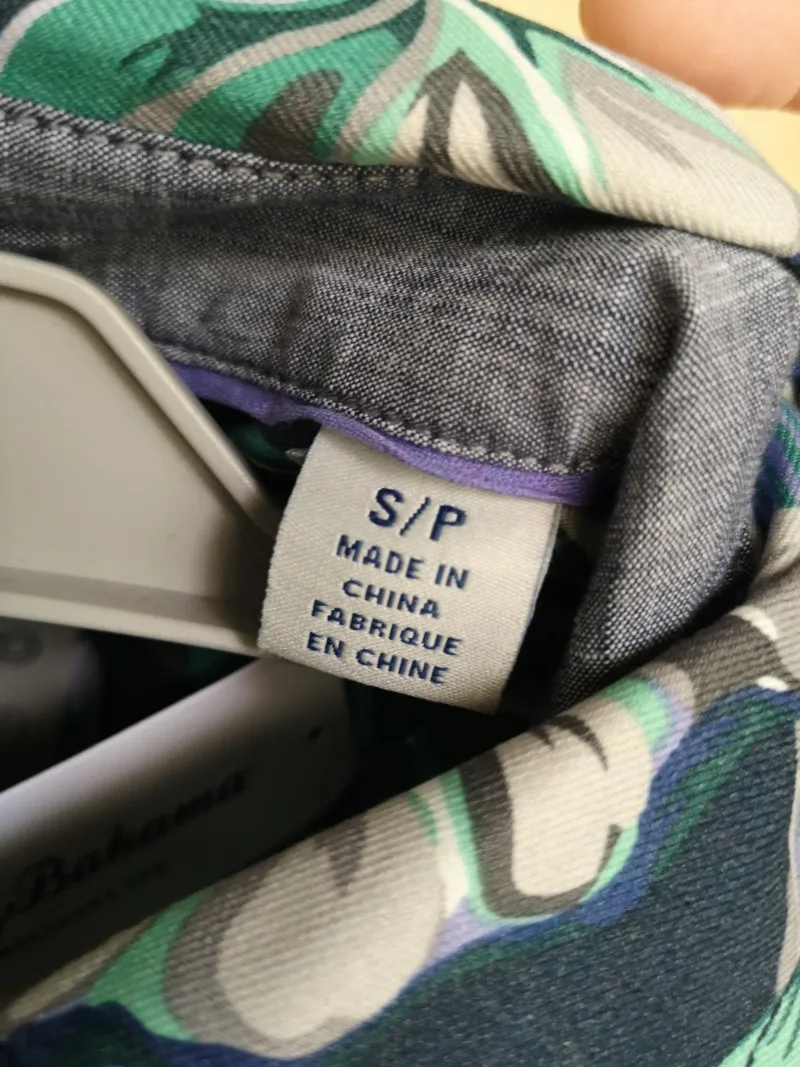 S/P
MADE IN
CHINA
FABRIQUE
EN CHINE
Bahama